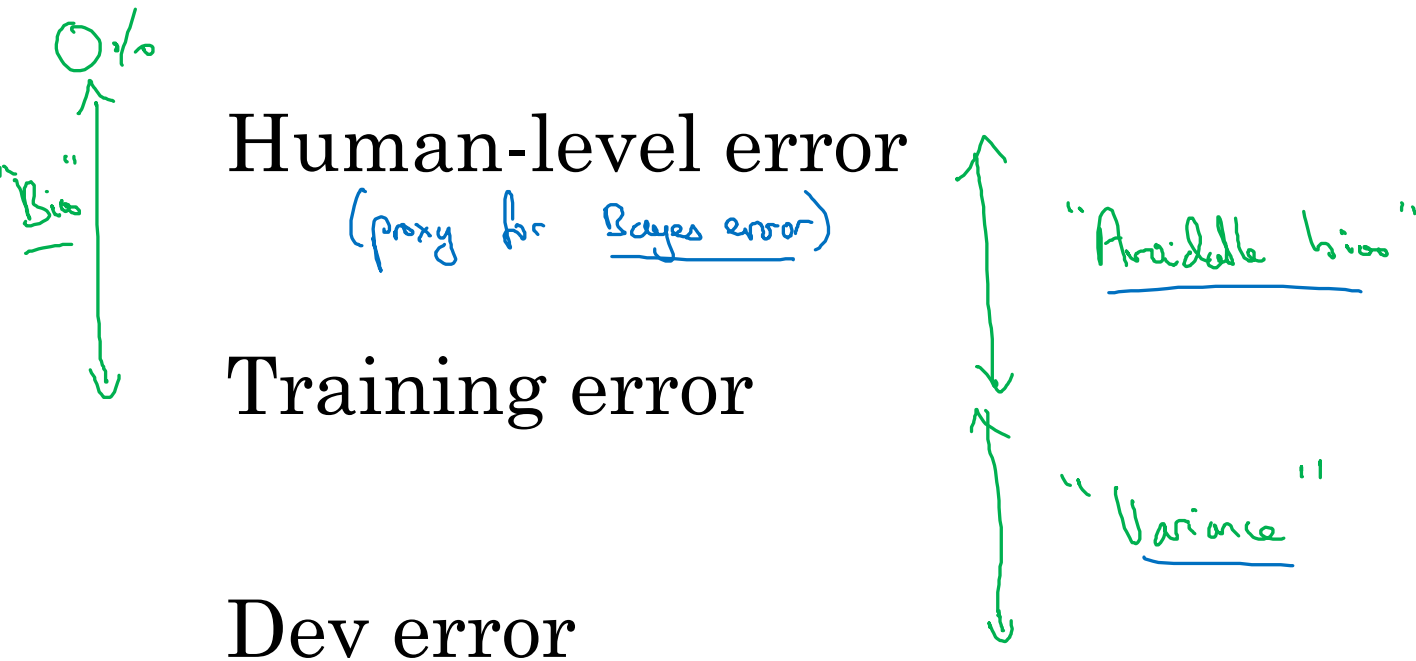 0%
Human-level error
"Bias"
(proxy for Bayes error)
"Avoidable bias"
Training error
"Variance"
Dev error